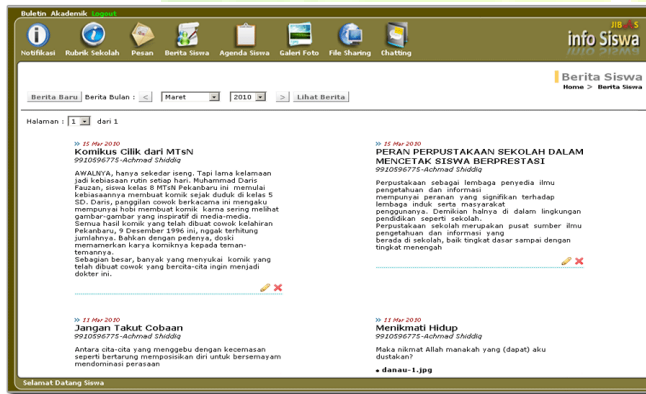 Buletin Akademik Logout
Notifikasi Rubrik Sekolah Pesan Berita Siswa Agenda Siswa Galeri Foto File Sharing Chatting
JIBAS
info Siswa
Berita Siswa
Home > Berita Siswa
Berita Baru Berita Bulan : < Maret 2010 > Lihat Berita
Halaman : 1 dari 1
» 15 Mar 2010
Komikus Cilik dari MTsN
9910596775-Achmad Shiddiq
AWALNYA, hanya sekedar iseng. Tapi lama kelamaan
jadi kebiasaan rutin setiap hari. Muhammad Daris
Fauzan, siswa kelas 8 MTsN Pekanbaru ini memulai
kebiasaannya membuat komik sejak duduk di kelas 5
SD. Daris, panggilan cowok berkacama ini mengaku
mempunyai hobi membuat komik karna sering melihat
gambar-gambar yang inspiratif di media-media.
Semua hasil komik yang telah dibuat cowok kelahiran
Pekanbaru, 9 Desember 1996 ini, nggak terhitung
jumlahnya. Bahkan dengan pedenya, doski
memamerkan karya komiknya kepada teman-
temannya.
Sebagian besar, banyak yang menyukai komik yang
telah dibuat cowok yang bercita-cita ingin menjadi
dokter ini.
» 15 Mar 2010
PERAN PERPUSTAKAAN SEKOLAH DALAM
MENCETAK SISWA BERPRESTASI
9910596775-Achmad Shiddiq
Perpustakaan sebagai lembaga penyedia ilmu
pengetahuan dan informasi
mempunyai peranan yang signifikan terhadap
lembaga induk serta masyarakat
penggunanya. Demikian halnya di dalam lingkungan
pendidikan seperti sekolah.
Perpustakaan sekolah merupakan pusat sumber ilmu
pengetahuan dan informasi yang
berada di sekolah, baik tingkat dasar sampai dengan
tingkat menengah
» 11 Mar 2010
Jangan Takut Cobaan
9910596775-Achmad Shiddiq
Antara cita-cita yang menggebu dengan kecemasan
seperti bertarung memposisikan diri untuk bersemayam
mendominasi perasaan
» 11 Mar 2010
Menikmati Hidup
9910596775-Achmad Shiddiq
Maka nikmat Allah manakah yang (dapat) aku
dustakan?
danau-1.jpg
Selamat Datang Siswa